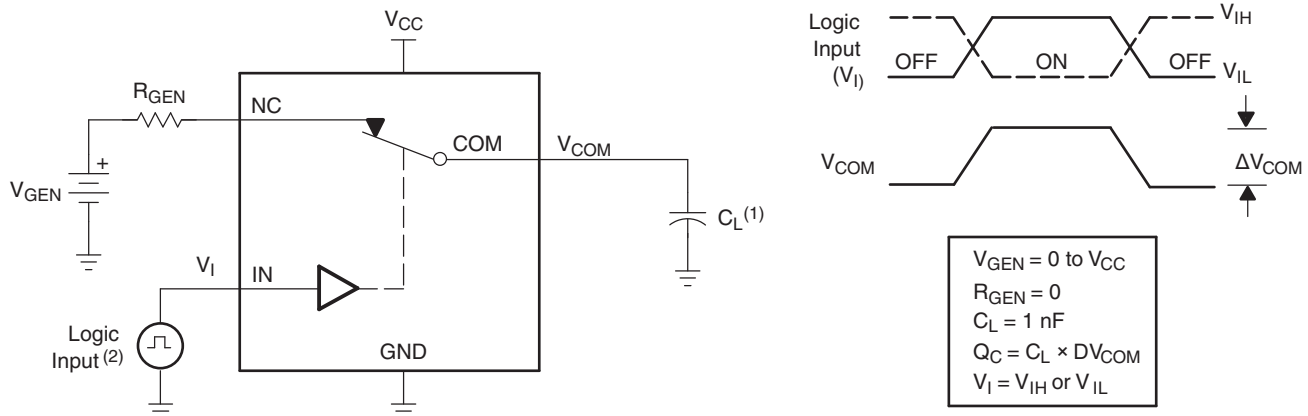 V_CC
R_GEN
NC
COM
V_COM
+
V_GEN
C_L(1)
V_I
IN
Logic
Input(2)
GND
Logic
Input
(V_I)
V_IH
OFF
ON
OFF
V_IL
V_COM
ΔV_COM
V_GEN = 0 to V_CC
R_GEN = 0
C_L = 1 nF
Q_C = C_L × DV_COM
V_I = V_IH or V_IL